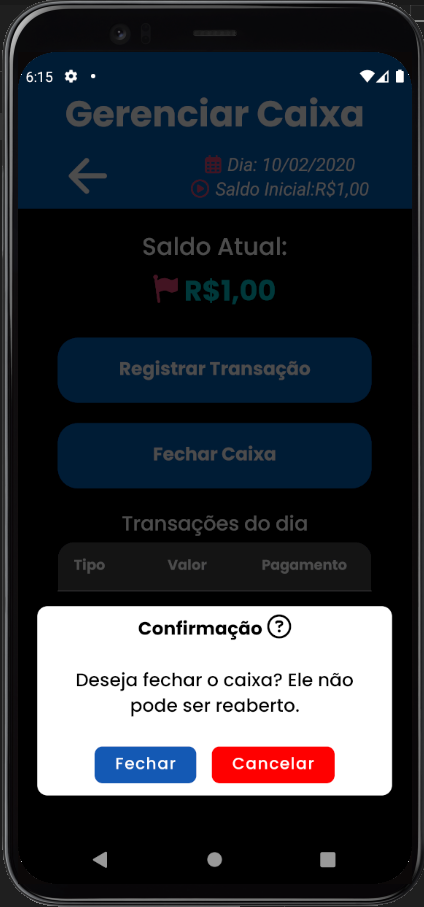 6:15
Gerenciar Caixa
Dia: 10/02/2020
Saldo Inicial:R$1,00
Saldo Atual:
R$1,00
Registrar Transação
Fechar Caixa
Transações do dia
Tipo Valor Pagamento
Confirmação ?
Deseja fechar o caixa? Ele não
pode ser reaberto.
Fechar Cancelar